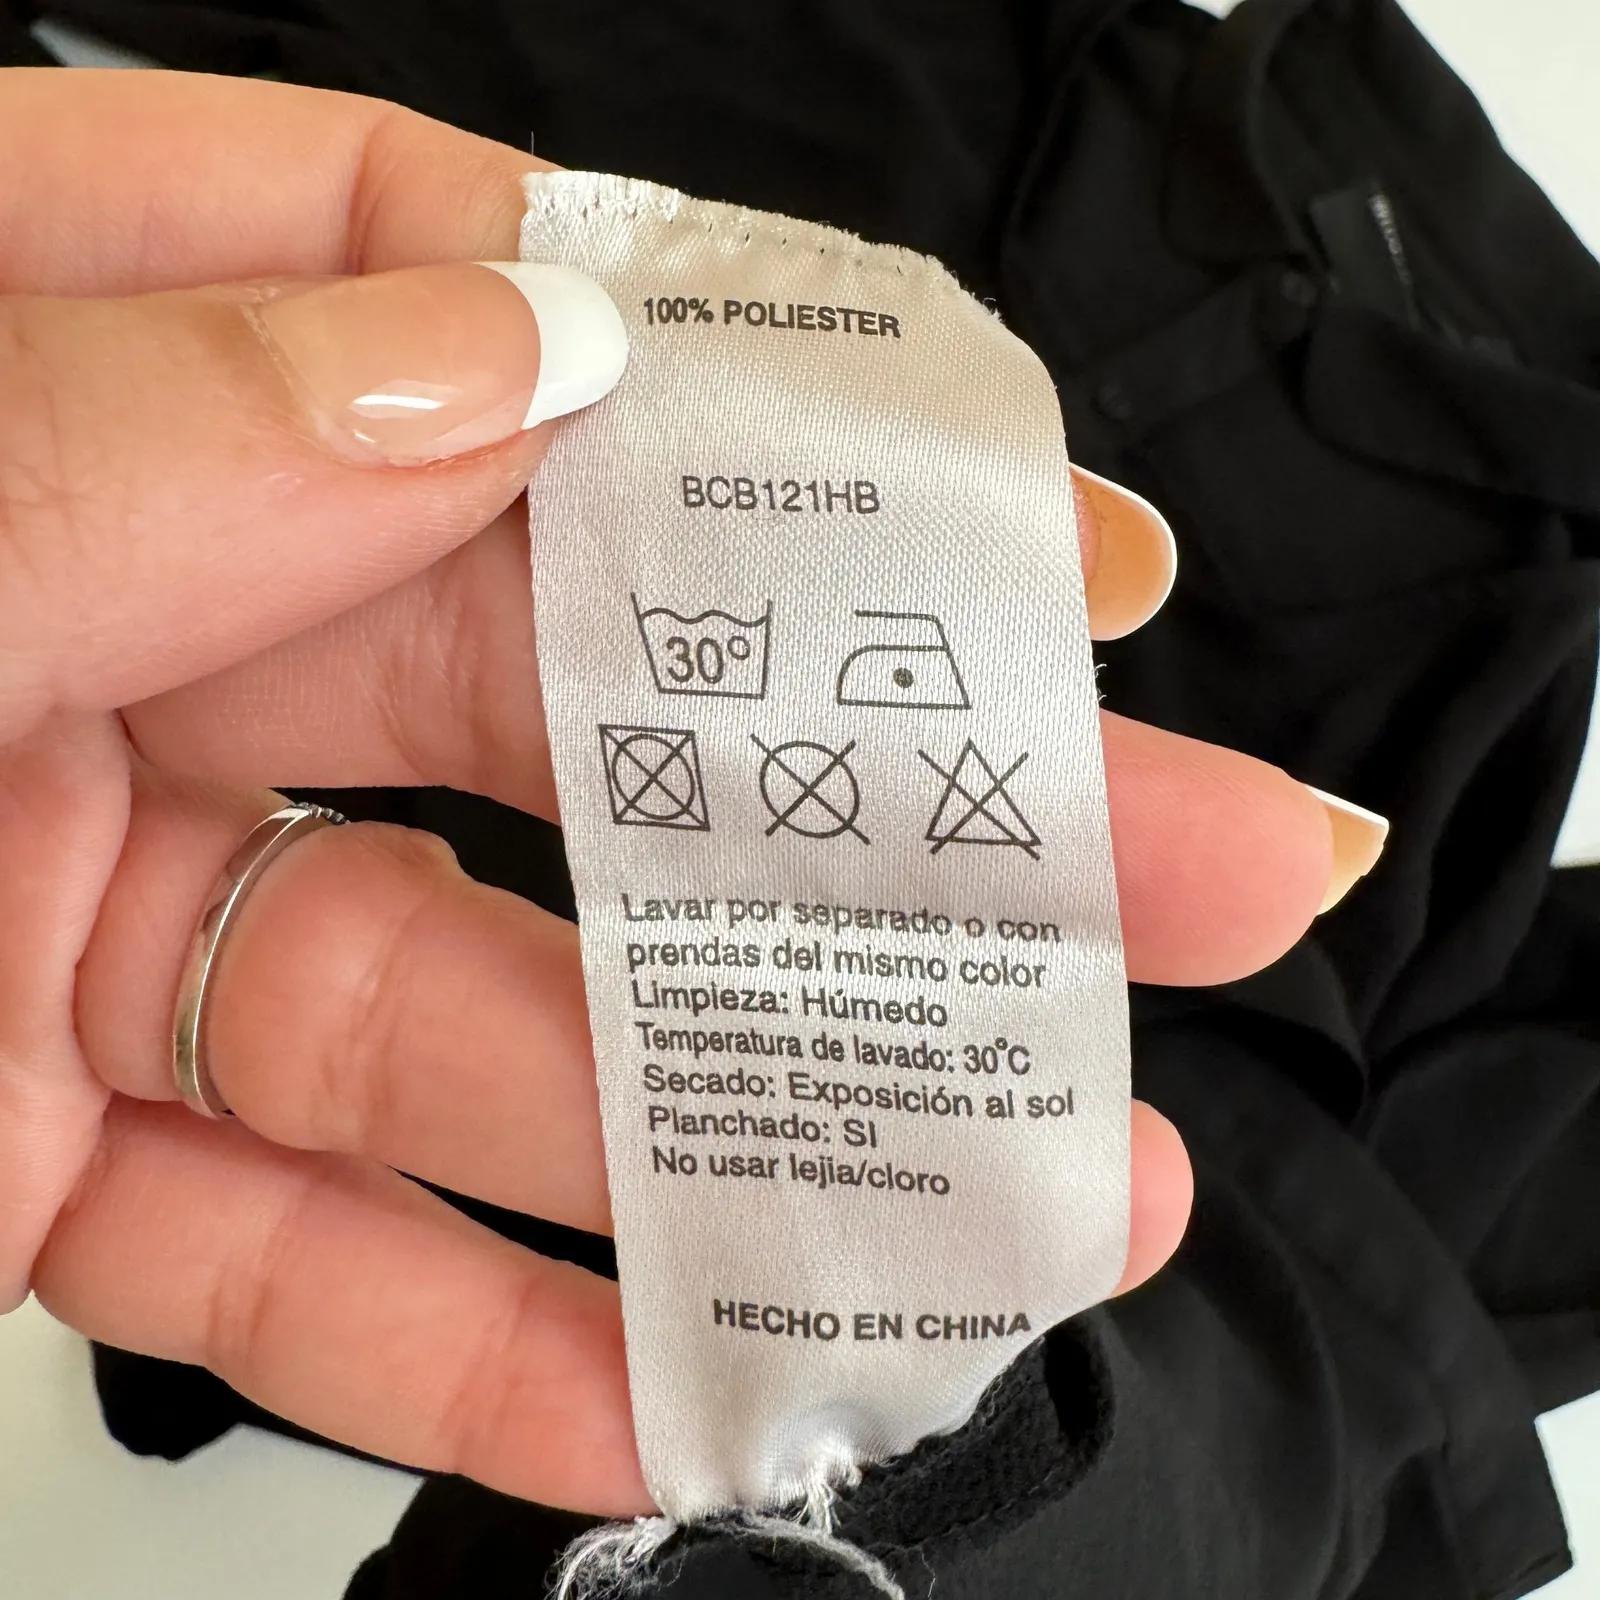 100% POLIESTER
BCB121HB
30°
Lavar por separado o con
prendas del mismo color
Limpieza: Húmedo
Temperatura de lavado: 30°C
Secado: Exposición al sol
Planchado: SI
No usar lejia/cloro
HECHO EN CHINA